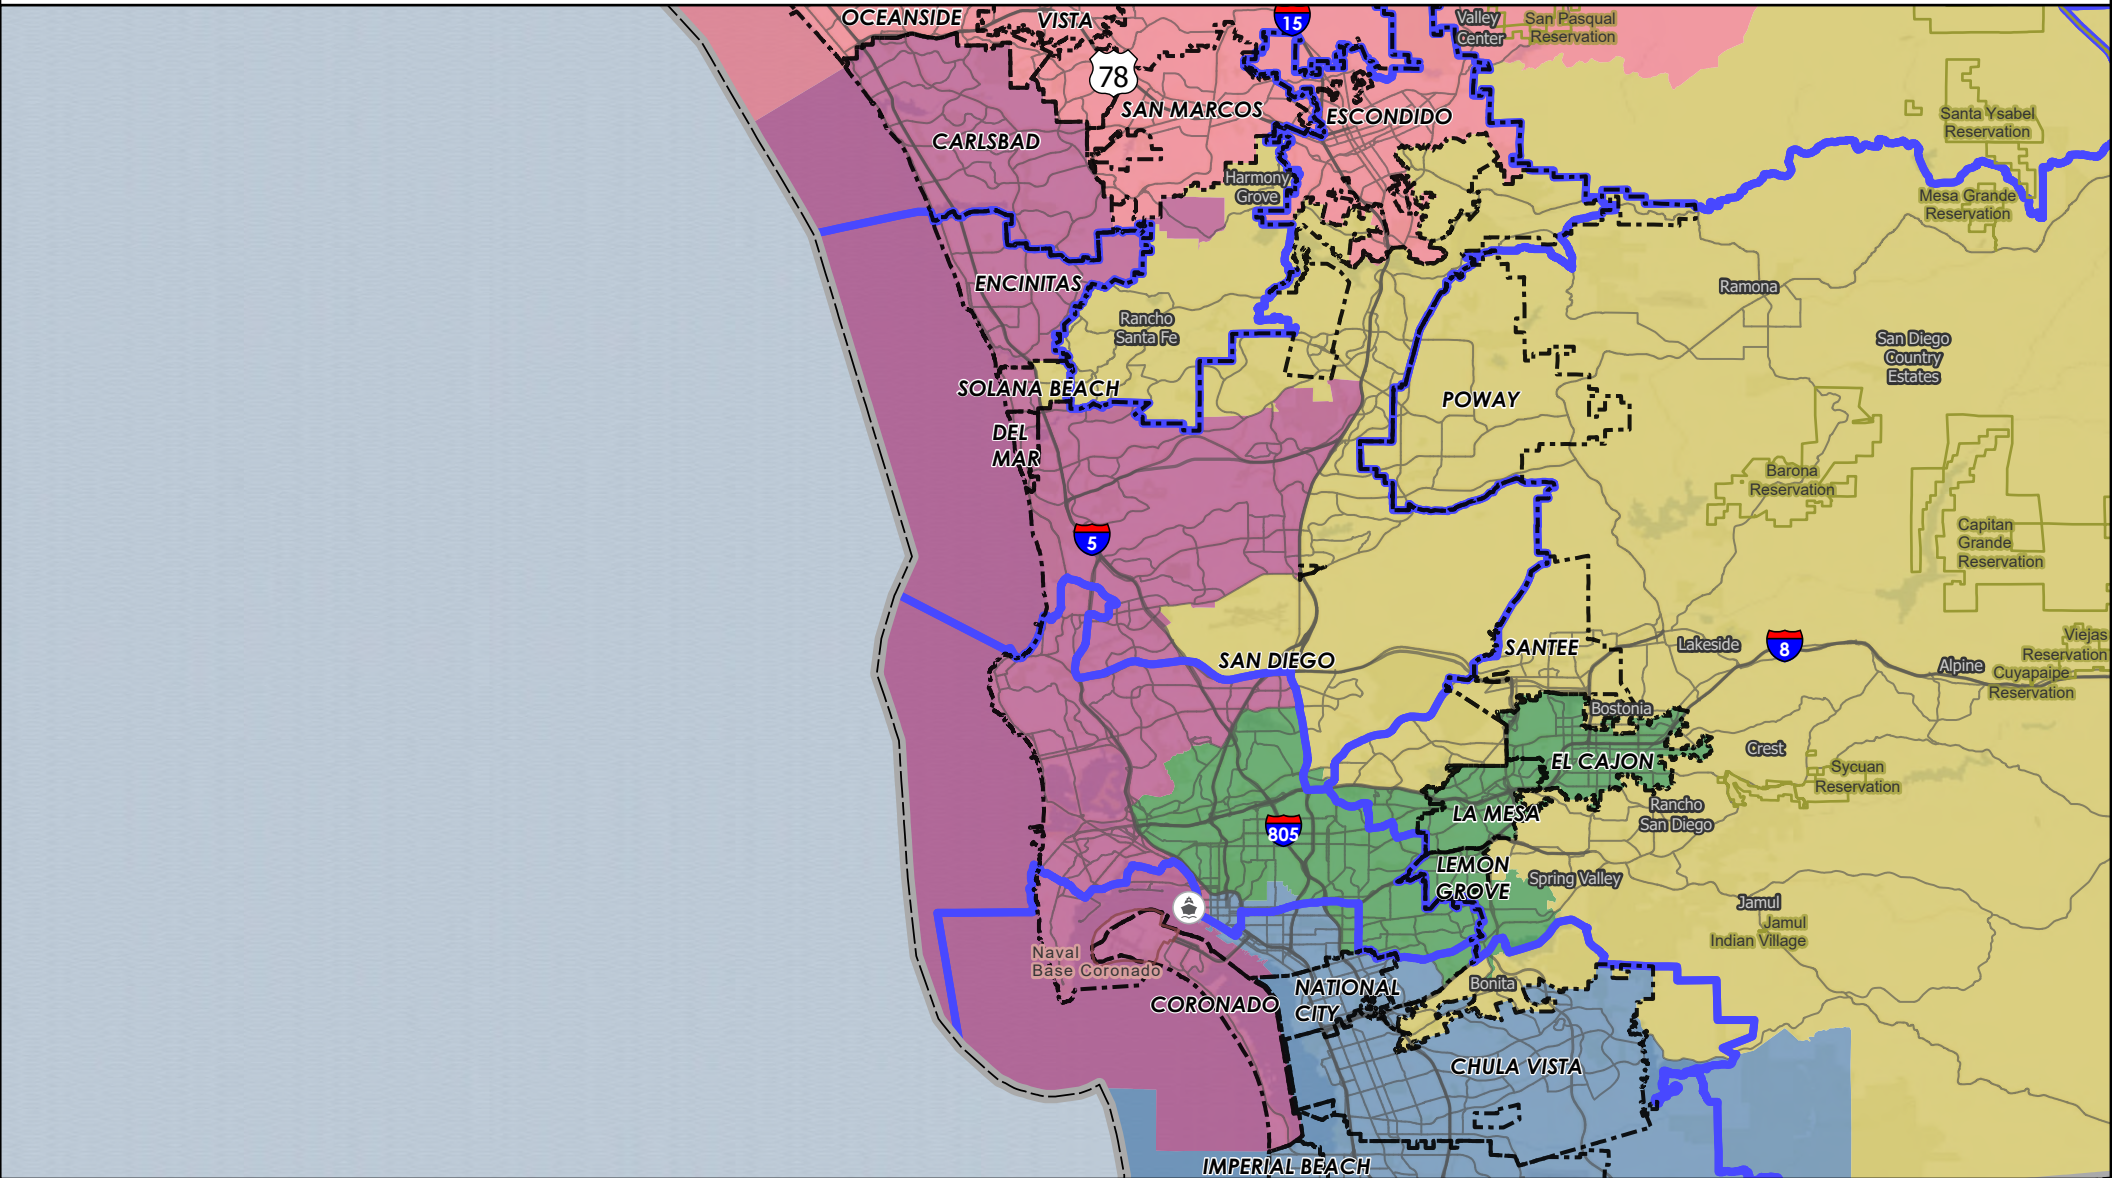 OCEANSIDE
VISTA
15
Valley
Center
San Pasqual
Reservation
78
SAN MARCOS
ESCONDIDO
Santa Ysabel
Reservation
CARLSBAD
Harmony
Grove
Mesa Grande
Reservation
ENCINITAS
Ramona
Rancho
Santa Fe
San Diego
Country
Estates
SOLANA BEACH
POWAY
DEL
MAR
Barona
Reservation
5
Capitan
Grande
Reservation
SAN DIEGO
SANTEE
Lakeside
8
Alpine
Viejas
Reservation
Cuyapaipe
Reservation
Bostonia
EL CAJON
Crest
Sycuan
Reservation
LA MESA
Rancho
San Diego
805
LEMON
GROVE
Spring Valley
Jamul
Jamul
Indian Village
Naval
Base Coronado
CORONADO
NATIONAL
CITY
Bonita
CHULA VISTA
IMPERIAL BEACH